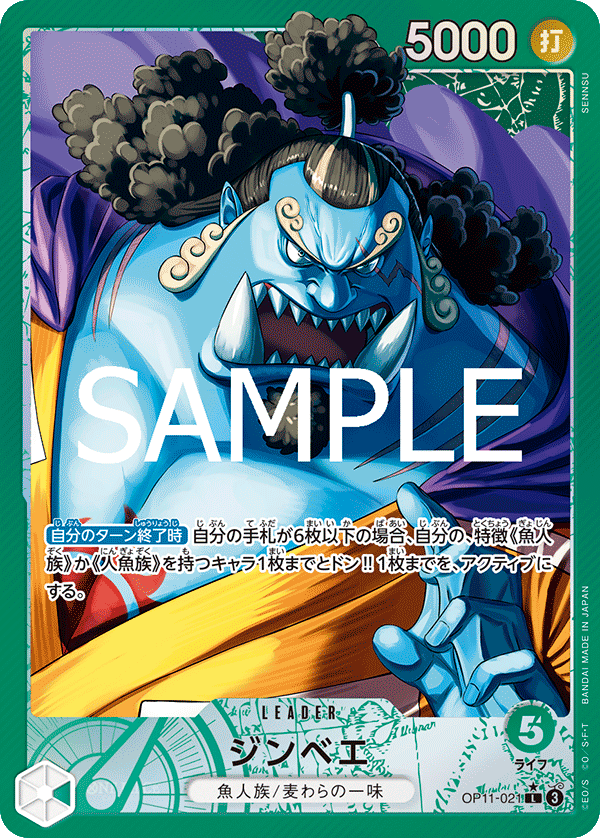 5000 打
SENNSU
SAMPLE
自分のターン終了時 自分の手札が6枚以下の場合、自分の、特徴《魚人
族》か《人魚族》を持つキャラ1枚までとドン!!1枚までを、アクティブに
する。
BANDAI MADE IN JAPAN
©E.O/S ©O/S・F・T
LEADER
5
ライフ
ジンベエ
魚人族/麦わらの一味
OP11-021 L 3